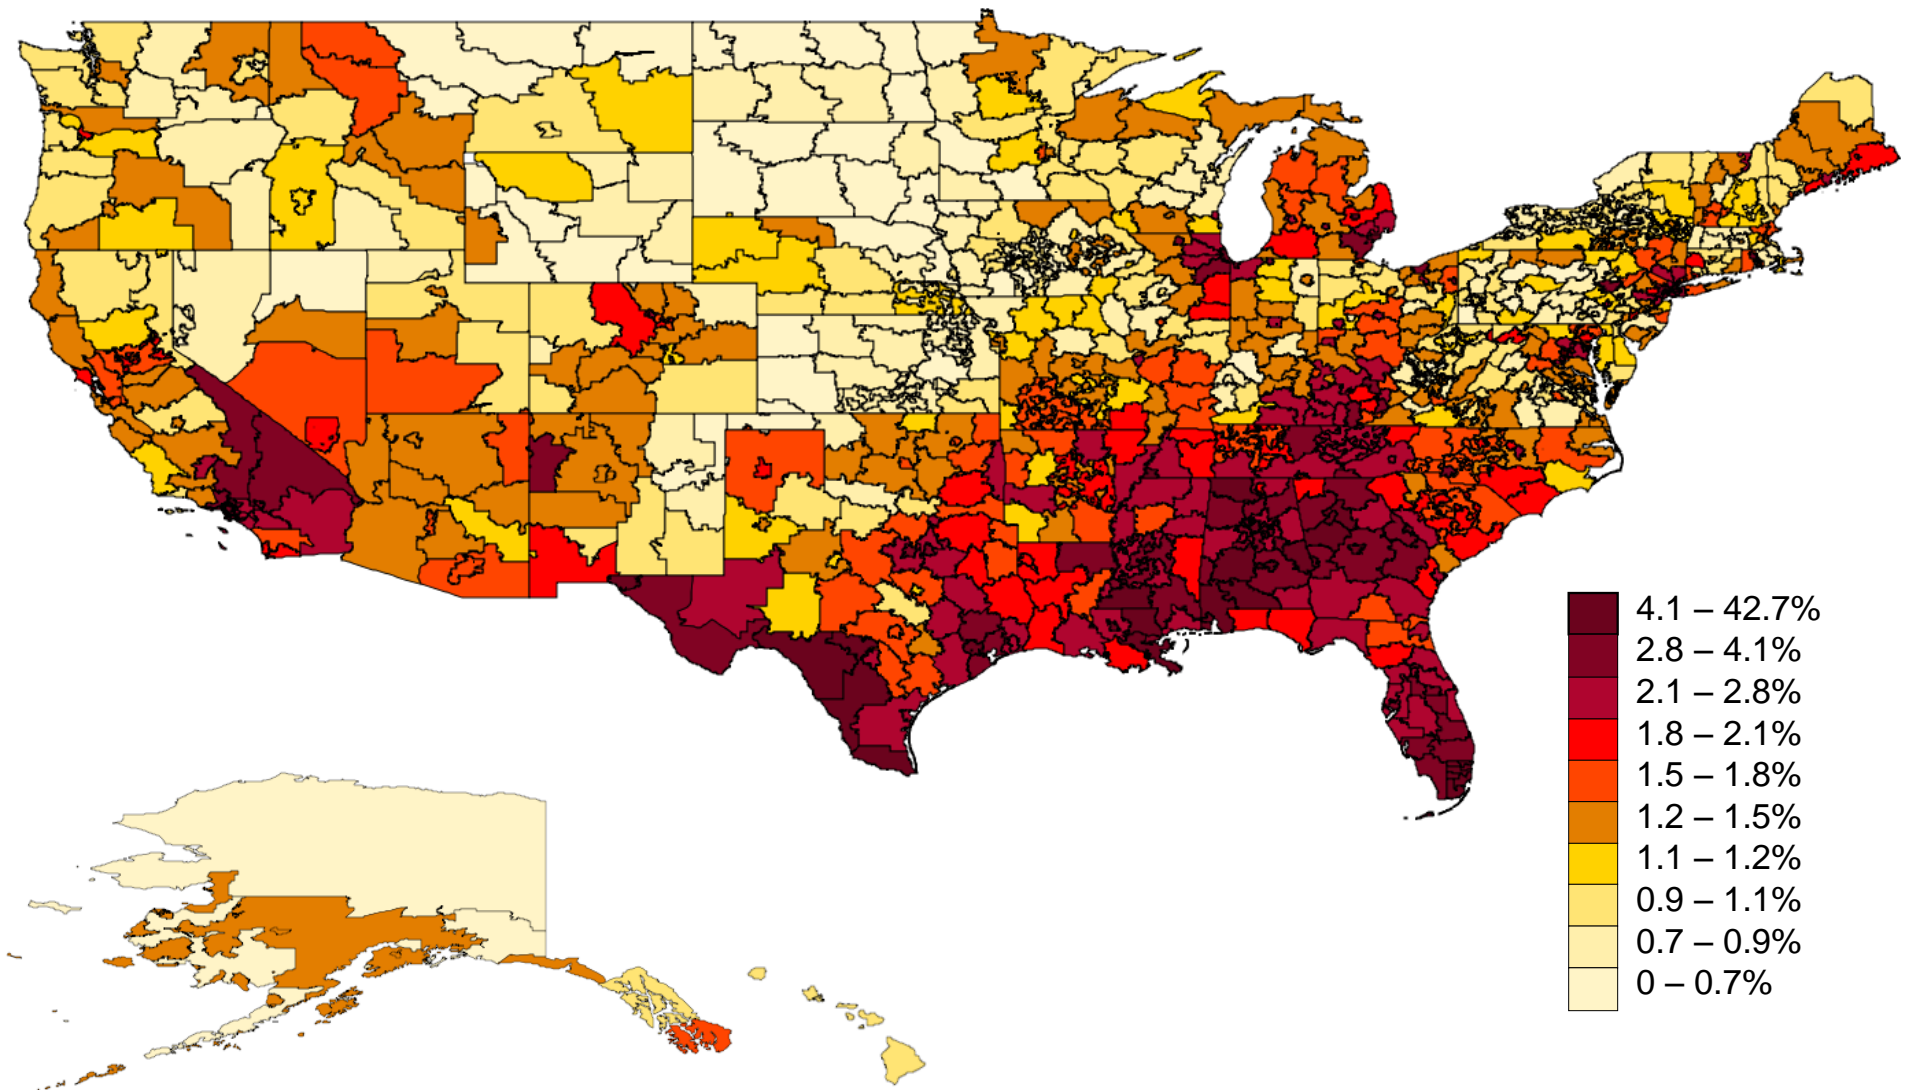 4.1 – 42.7%
2.8 – 4.1%
2.1 – 2.8%
1.8 – 2.1%
1.5 – 1.8%
1.2 – 1.5%
1.1 – 1.2%
0.9 – 1.1%
0.7 – 0.9%
0 – 0.7%